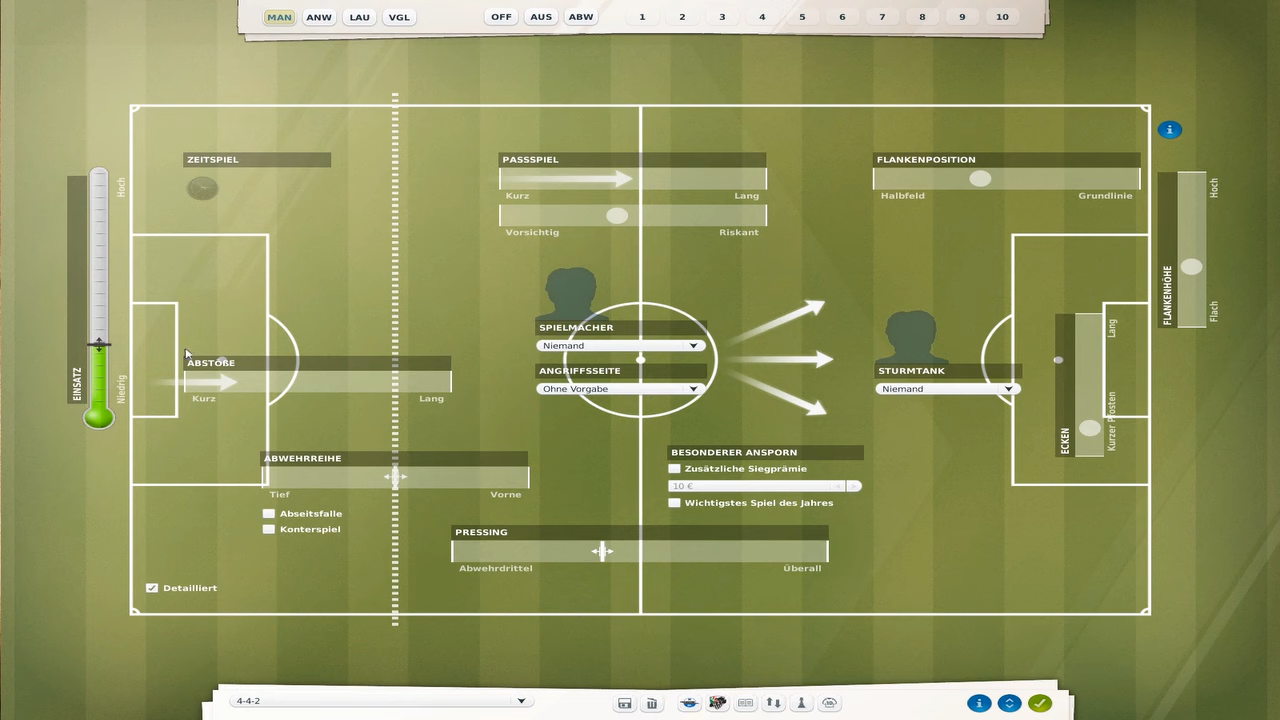 MAN ANW LAU VGL OFF AUS ABW 1 2 3 4 5 6 7 8 9 10
ZEITSPIEL
PASSSPIEL
Kurz Lang
Vorsichtig Riskant
FLANKENPOSITION
Halbfeld Grundlinie
Hoch
EINSATZ
Niedrig
Hoch
FLANKENHÖHE
Flach
SPIELMACHER
Niemand
ANGRIFFSSEITE
Ohne Vorgabe
STURMTANK
Niemand
Lang
ECKEN
Kurzer Pfosten
ABSTÖßE
Kurz Lang
ABWEHRREIHE
Tief Vorne
Abseitsfalle
Konterspiel
BESONDERER ANSPORN
Zusätzliche Siegprämie
10 €
Wichtigstes Spiel des Jahres
PRESSING
Abwehrdrittel Überall
Detailliert
4-4-2